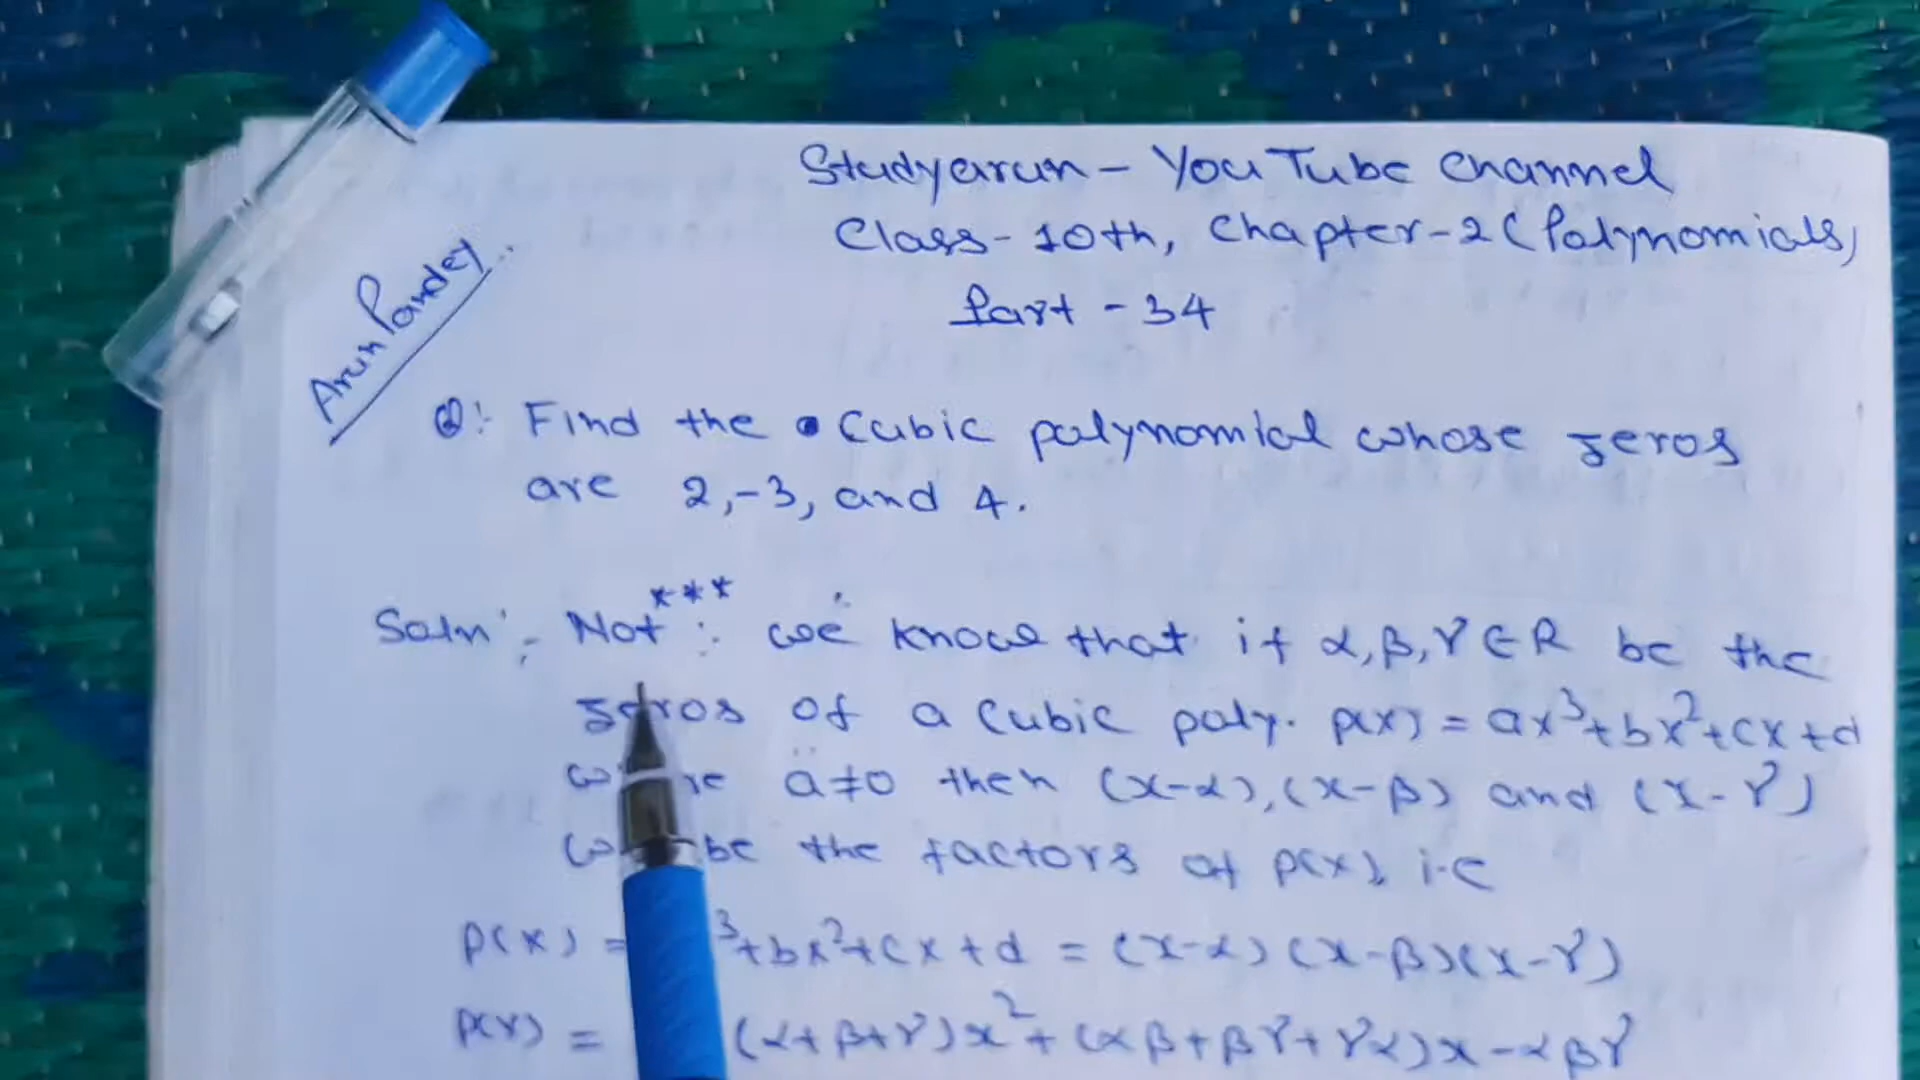 Studyarun - YouTube Channel
Class-10th, Chapter-2 (Polynomials)
Part - 34
Arun Pandey
Q: Find the Cubic polynomial whose zeros
are 2, -3, and 4.
Soln:- Not*** : we know that if α, β, γ ∈ R be the
zeros of a Cubic poly. p(x) = ax³+bx²+cx+d
a≠0 then (x-α), (x-β) and (x-γ)
be the factors of p(x), i.e
p(x) = ³+bx²+cx+d = (x-α)(x-β)(x-γ)
p(x) = (α+β+γ)x²+(αβ+βγ+γα)x-αβγ